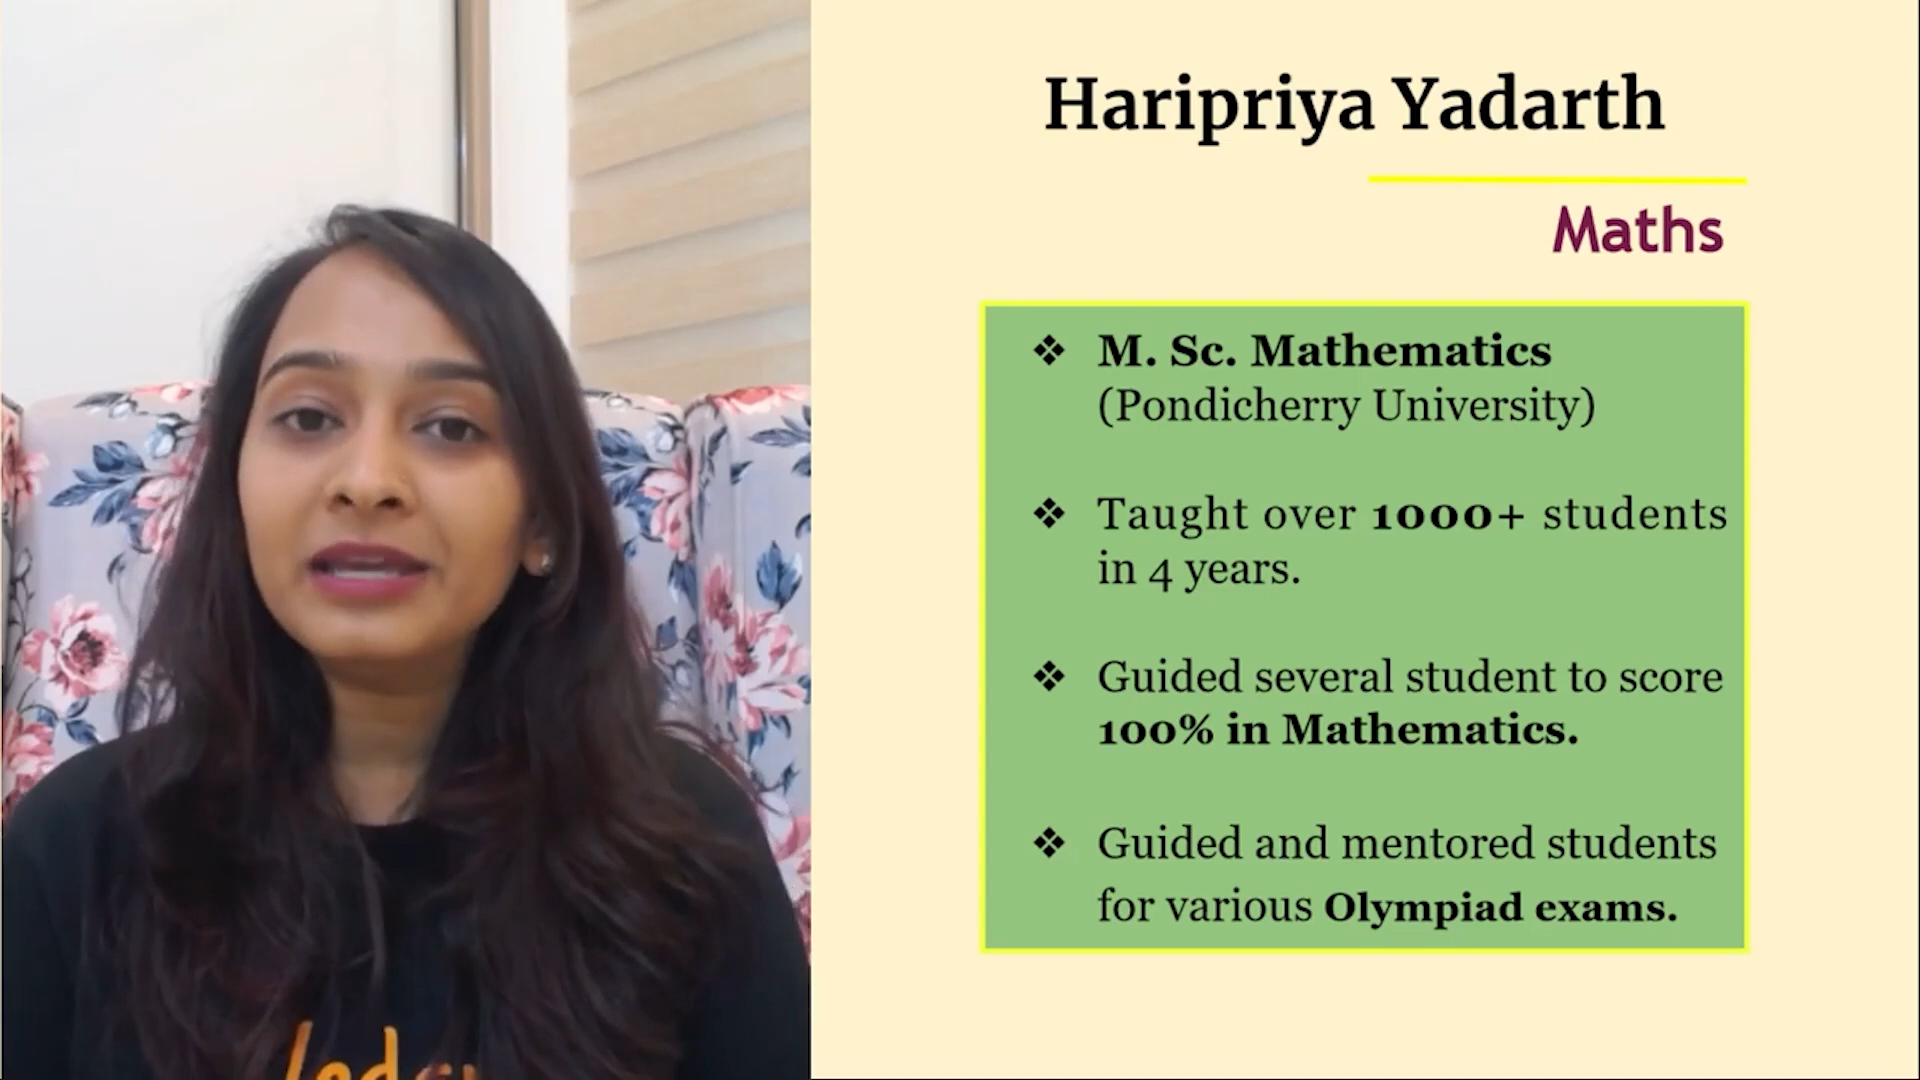 Haripriya Yadarth
Maths
❖ M. Sc. Mathematics
(Pondicherry University)
❖ Taught over 1000+ students
in 4 years.
❖ Guided several student to score
100% in Mathematics.
❖ Guided and mentored students
for various Olympiad exams.